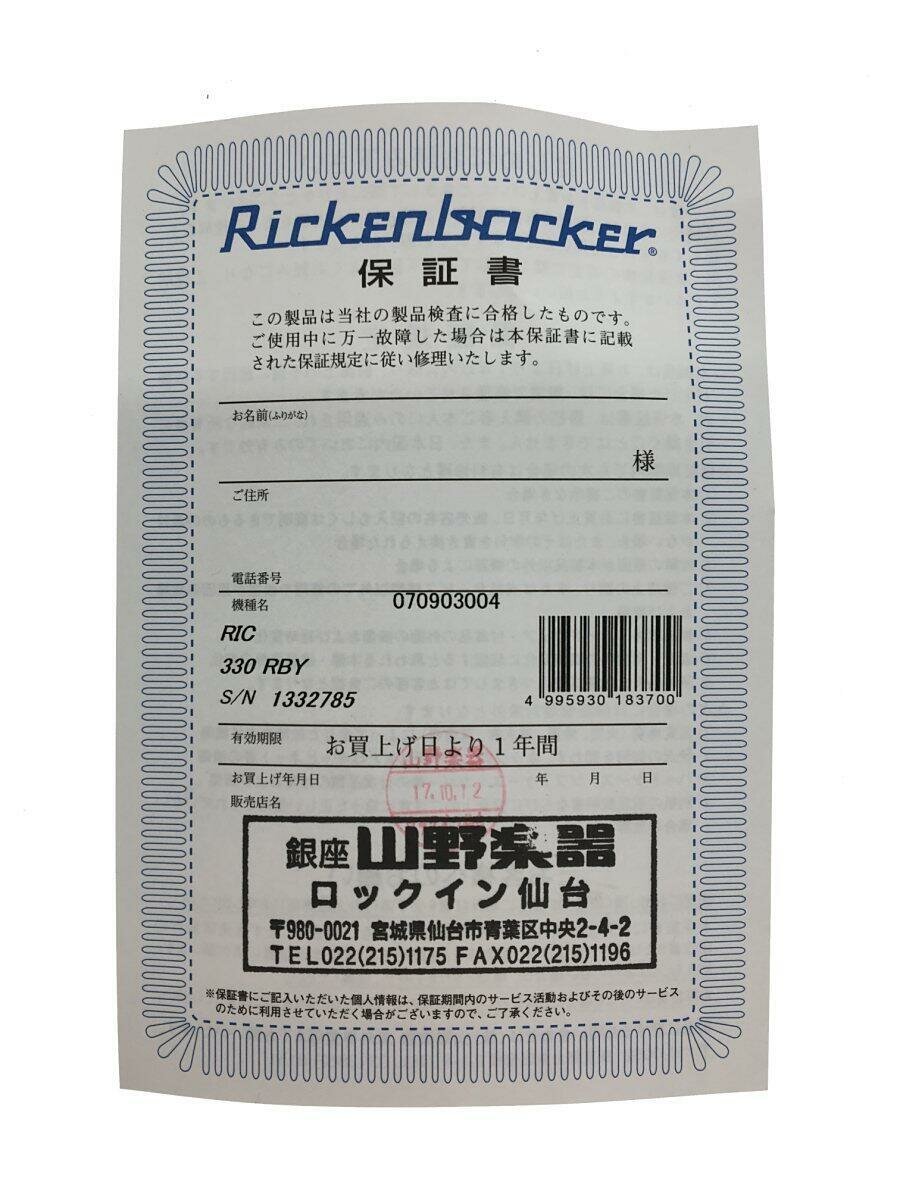 Rickenbacker®
保証書
この製品は当社の製品検査に合格したものです。
ご使用中に万一故障した場合は本保証書に記載
された保証規定に従い修理いたします。
お名前(ふりがな)
様
ご住所
電話番号
機種名
070903004
RIC
330 RBY
S/N 1332785
4 995930 183700
有効期限 お買上げ日より1年間
お買上げ年月日 年 月 日
山野楽器
17.10.12
販売店名
銀座 山野楽器
ロックイン仙台
〒980-0021 宮城県仙台市青葉区中央2-4-2
TEL022(215)1175 FAX022(215)1196
※保証書にご記入いただいた個人情報は、保証期間内のサービス活動およびその後のサービス
のために利用させていただく場合がございますので、ご了承ください。